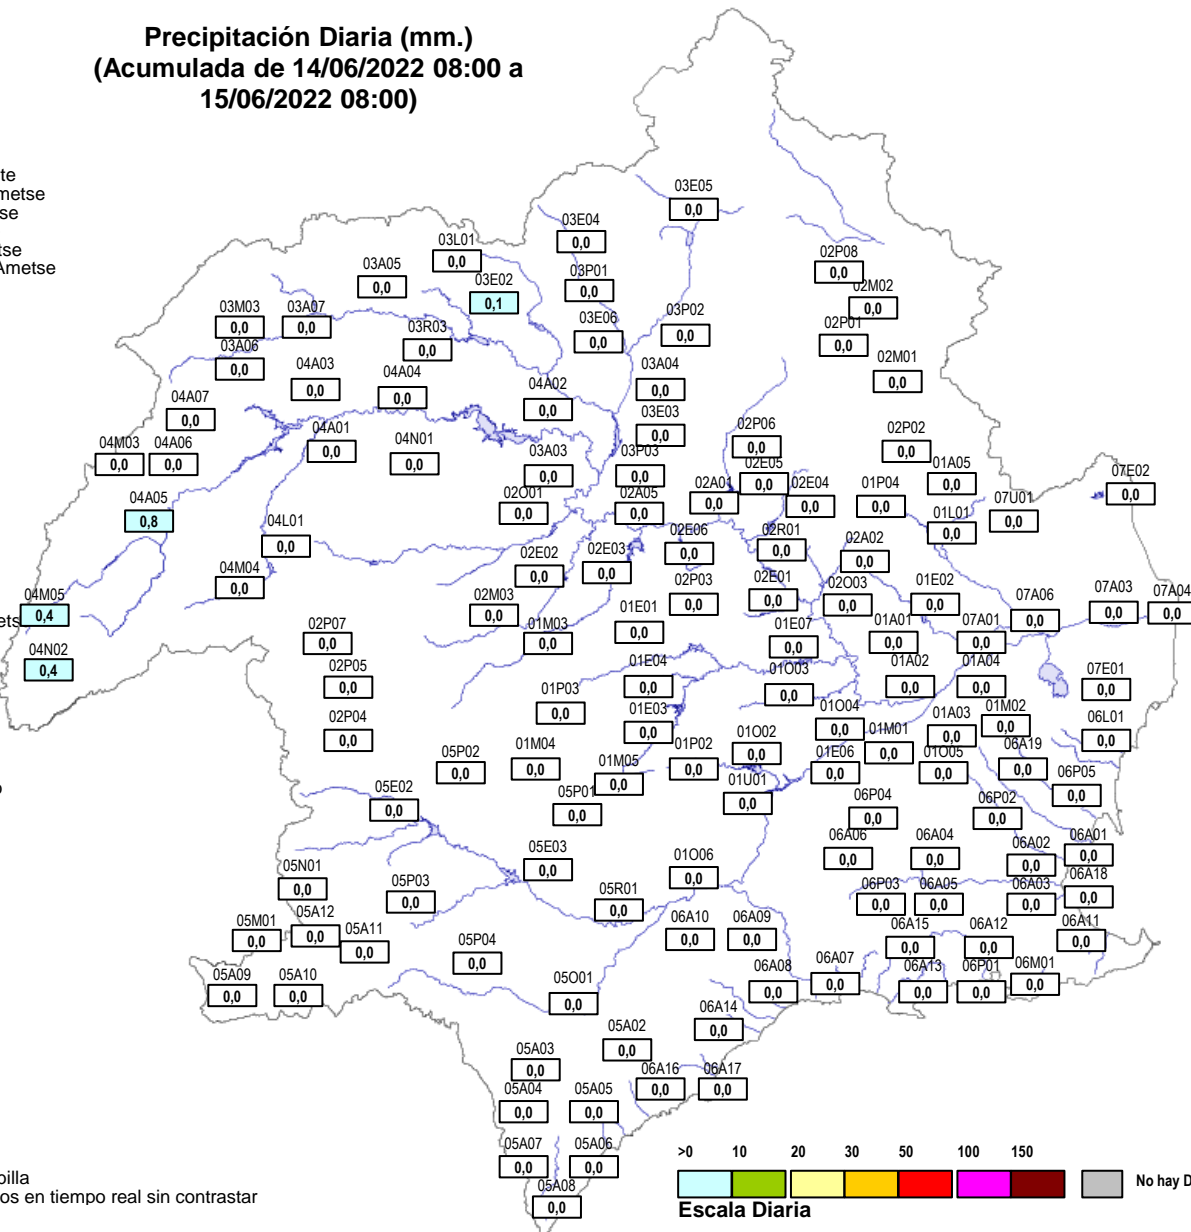 Precipitación Diaria (mm.)
(Acumulada de 14/06/2022 08:00 a
15/06/2022 08:00)
te
metse
se
tse
Ametse
03E05
0,0
03E04
0,0
03L01
0,0
02P08
0,0
03A05
0,0
03E02
0,1
03P01
0,0
02M02
0,0
03M03
0,0
03A07
0,0
03R03
0,0
03E06
0,0
03P02
0,0
02P01
0,0
03A06
0,0
04A03
0,0
04A04
0,0
04A02
0,0
03A04
0,0
02M01
0,0
04A07
0,0
03E03
0,0
04M03
0,0
04A06
0,0
04A01
0,0
04N01
0,0
03A03
0,0
03P03
0,0
02P06
0,0
02P02
0,0
02E05
0,0
01A05
0,0
07E02
0,0
04A05
0,8
02O01
0,0
02A05
0,0
02A01
0,0
02E04
0,0
01P04
0,0
07U01
0,0
04L01
0,0
01L01
0,0
02E06
0,0
02R01
0,0
02A02
0,0
04M04
0,0
02E02
0,0
02E03
0,0
04M05
0,4
ets
02M03
0,0
02P03
0,0
02E01
0,0
02O03
0,0
01E02
0,0
07A06
0,0
07A03
0,0
07A04
0,0
02P07
0,0
01M03
0,0
01E01
0,0
01E07
0,0
01A01
0,0
07A01
0,0
04N02
0,4
02P05
0,0
01E04
0,0
01O03
0,0
01A02
0,0
01A04
0,0
07E01
0,0
01P03
0,0
02P04
0,0
01E03
0,0
01O04
0,0
01A03
0,0
01M02
0,0
06L01
0,0
05P02
0,0
01M04
0,0
01M05
0,0
01P02
0,0
01O02
0,0
01E06
0,0
01M01
0,0
01O05
0,0
06A19
0,0
o
05E02
0,0
05P01
0,0
01U01
0,0
06P04
0,0
06P02
0,0
06P05
0,0
05E03
0,0
01O06
0,0
06A06
0,0
06A04
0,0
06A02
0,0
06A01
0,0
05N01
0,0
05P03
0,0
05R01
0,0
06P03
0,0
06A05
0,0
06A03
0,0
06A18
0,0
05M01
0,0
05A12
0,0
05A11
0,0
05P04
0,0
06A10
0,0
06A09
0,0
06A15
0,0
06A12
0,0
06A11
0,0
05A09
0,0
05A10
0,0
05O01
0,0
06A08
0,0
06A07
0,0
06A13
0,0
06P01
0,0
06M01
0,0
05A03
0,0
05A02
0,0
06A14
0,0
05A04
0,0
05A05
0,0
06A16
0,0
06A17
0,0
05A07
0,0
05A06
0,0
05A08
0,0
>0 10 20 30 50 100 150
No hay D
Escala Diaria
oilla
os en tiempo real sin contrastar